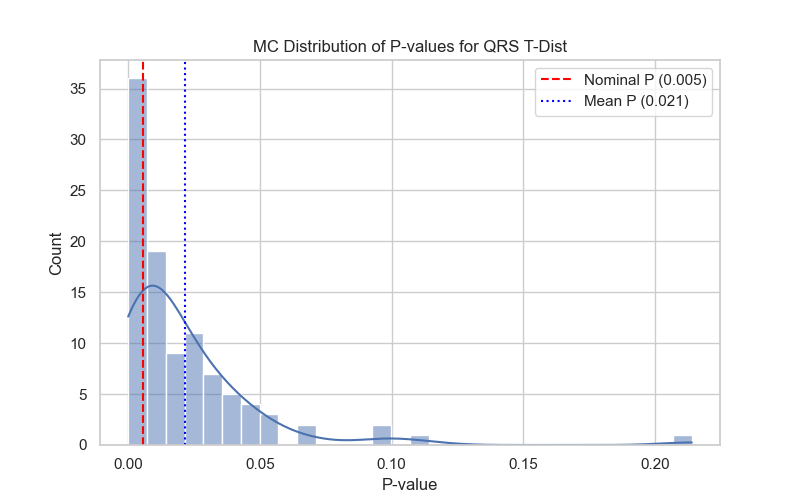 MC Distribution of P-values for QRS T-Dist
Nominal P (0.005)
Mean P (0.021)
35
30
25
20
15
10
5
0
Count
0.00
0.05
0.10
0.15
0.20
P-value